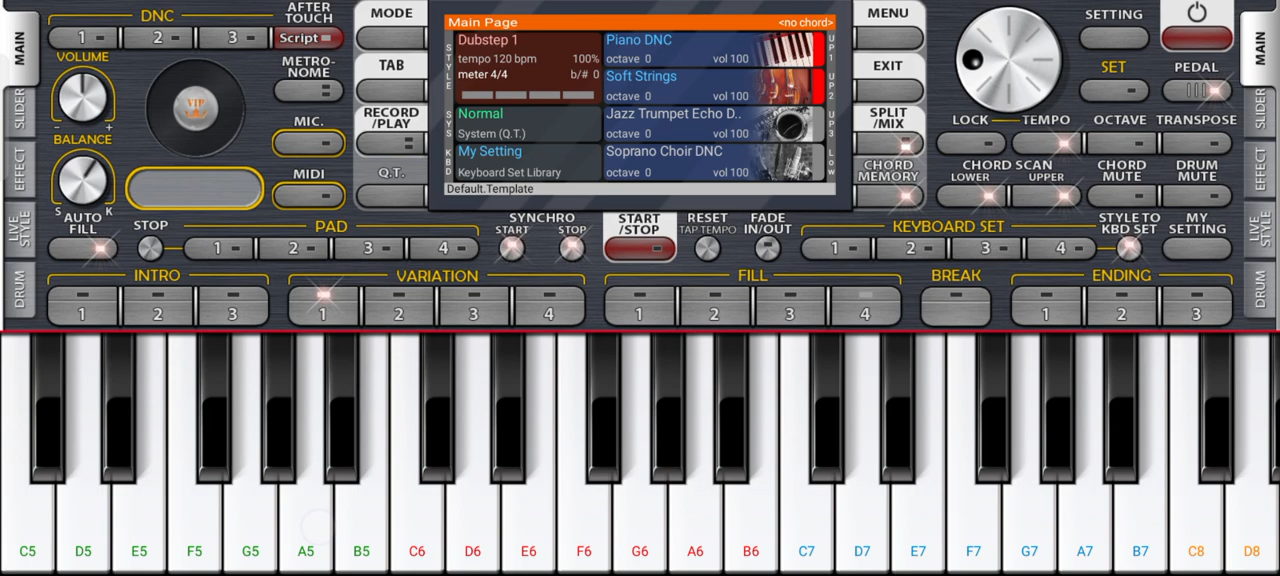 MAIN
SLIDER
EFFECT
LIVE STYLE
DRUM
DNC
1 2 3
AFTER TOUCH
Script
VOLUME
- +
BALANCE
S K
VIP
METRO-
NOME
MIC.
MIDI
AUTO FILL
STOP
PAD
1 2 3 4
MODE
TAB
RECORD
/PLAY
Q.T.
Main Page <no chord>
STYLE
Dubstep 1
tempo 120 bpm 100%
meter 4/4 b/# 0
SYS
Normal
System (Q.T.)
KBD
My Setting
Keyboard Set Library
Piano DNC
octave 0 vol 100
UP1
Soft Strings
octave 0 vol 100
UP2
Jazz Trumpet Echo D..
octave 0 vol 100
UP3
Soprano Choir DNC
octave 0 vol 100
Low
Default.Template
MENU
EXIT
SPLIT
/MIX
CHORD
MEMORY
SETTING
SET
PEDAL
LOCK TEMPO
OCTAVE TRANSPOSE
CHORD SCAN
LOWER UPPER
CHORD
MUTE
DRUM
MUTE
SYNCHRO
START STOP
START
/STOP
RESET
TAP TEMPO
FADE
IN/OUT
KEYBOARD SET
1 2 3 4
STYLE TO
KBD SET
MY
SETTING
INTRO
1 2 3
VARIATION
1 2 3 4
FILL
1 2 3 4
BREAK
ENDING
1 2 3
MAIN
SLIDER
EFFECT
LIVE STYLE
DRUM
C5 D5 E5 F5 G5 A5 B5 C6 D6 E6 F6 G6 A6 B6 C7 D7 E7 F7 G7 A7 B7 C8 D8